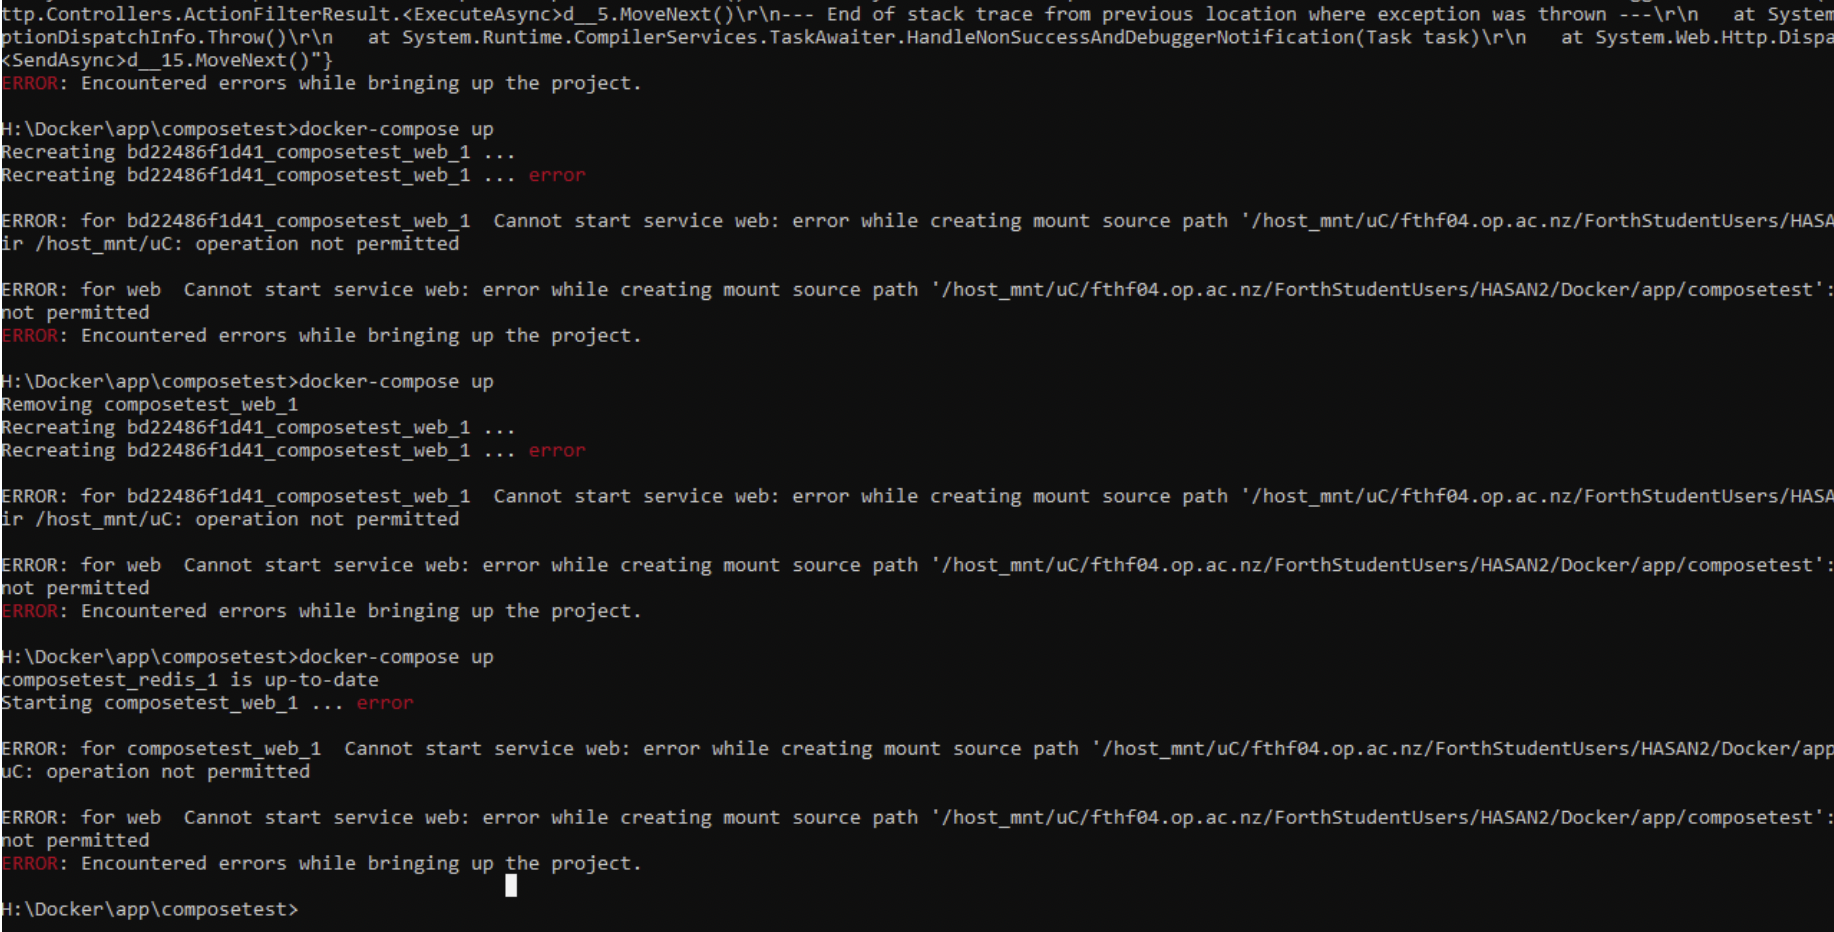 ttp.Controllers.ActionFilterResult.<ExecuteAsync>d__5.MoveNext()\r\n--- End of stack trace from previous location where exception was thrown ---\r\n   at System
ptionDispatchInfo.Throw()\r\n   at System.Runtime.CompilerServices.TaskAwaiter.HandleNonSuccessAndDebuggerNotification(Task task)\r\n   at System.Web.Http.Dispa
<SendAsync>d__15.MoveNext()"}
ERROR: Encountered errors while bringing up the project.
H:\Docker\app\composetest>docker-compose up
Recreating bd22486f1d41_composetest_web_1 ...
Recreating bd22486f1d41_composetest_web_1 ... error
ERROR: for bd22486f1d41_composetest_web_1  Cannot start service web: error while creating mount source path '/host_mnt/uC/fthf04.op.ac.nz/ForthStudentUsers/HASA
ir /host_mnt/uC: operation not permitted
ERROR: for web  Cannot start service web: error while creating mount source path '/host_mnt/uC/fthf04.op.ac.nz/ForthStudentUsers/HASAN2/Docker/app/composetest':
not permitted
ERROR: Encountered errors while bringing up the project.
H:\Docker\app\composetest>docker-compose up
Removing composetest_web_1
Recreating bd22486f1d41_composetest_web_1 ...
Recreating bd22486f1d41_composetest_web_1 ... error
ERROR: for bd22486f1d41_composetest_web_1  Cannot start service web: error while creating mount source path '/host_mnt/uC/fthf04.op.ac.nz/ForthStudentUsers/HASA
ir /host_mnt/uC: operation not permitted
ERROR: for web  Cannot start service web: error while creating mount source path '/host_mnt/uC/fthf04.op.ac.nz/ForthStudentUsers/HASAN2/Docker/app/composetest':
not permitted
ERROR: Encountered errors while bringing up the project.
H:\Docker\app\composetest>docker-compose up
composetest_redis_1 is up-to-date
Starting composetest_web_1 ... error
ERROR: for composetest_web_1  Cannot start service web: error while creating mount source path '/host_mnt/uC/fthf04.op.ac.nz/ForthStudentUsers/HASAN2/Docker/app
uC: operation not permitted
ERROR: for web  Cannot start service web: error while creating mount source path '/host_mnt/uC/fthf04.op.ac.nz/ForthStudentUsers/HASAN2/Docker/app/composetest':
not permitted
ERROR: Encountered errors while bringing up the project.
H:\Docker\app\composetest>